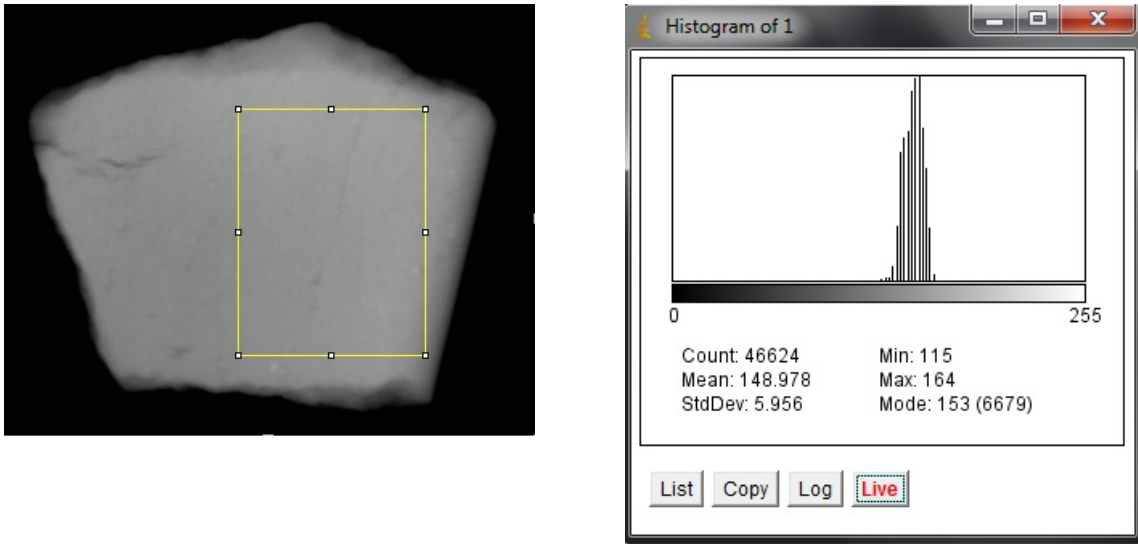 Histogram of 1
0 255
Count: 46624 Min: 115
Mean: 148.978 Max: 164
StdDev: 5.956 Mode: 153 (6679)
List Copy Log Live